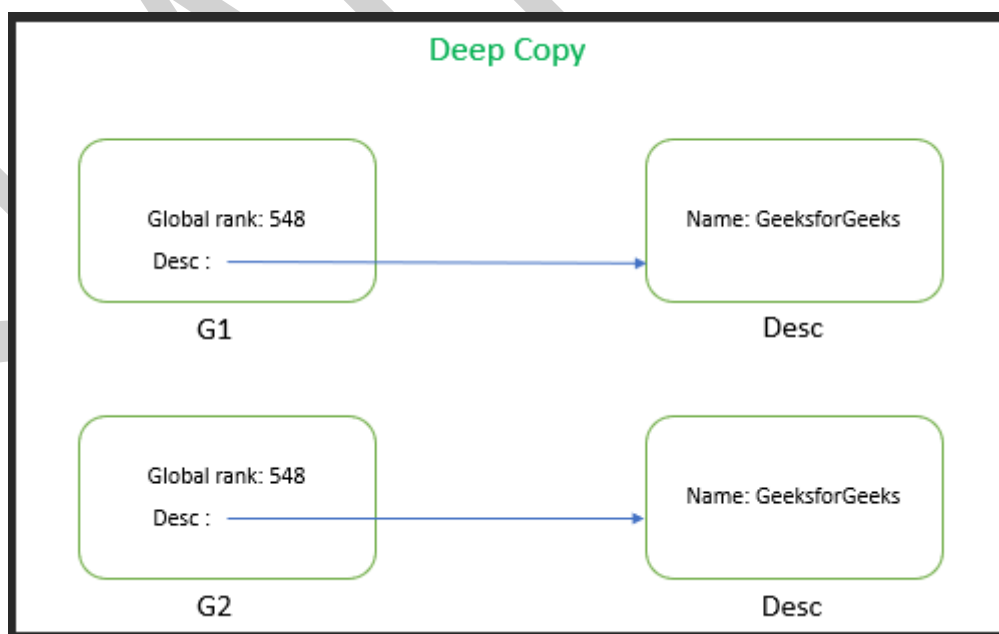 Deep Copy
Global rank: 548
Desc :
Name: GeeksforGeeks
G1
Desc
Global rank: 548
Desc :
Name: GeeksforGeeks
G2
Desc